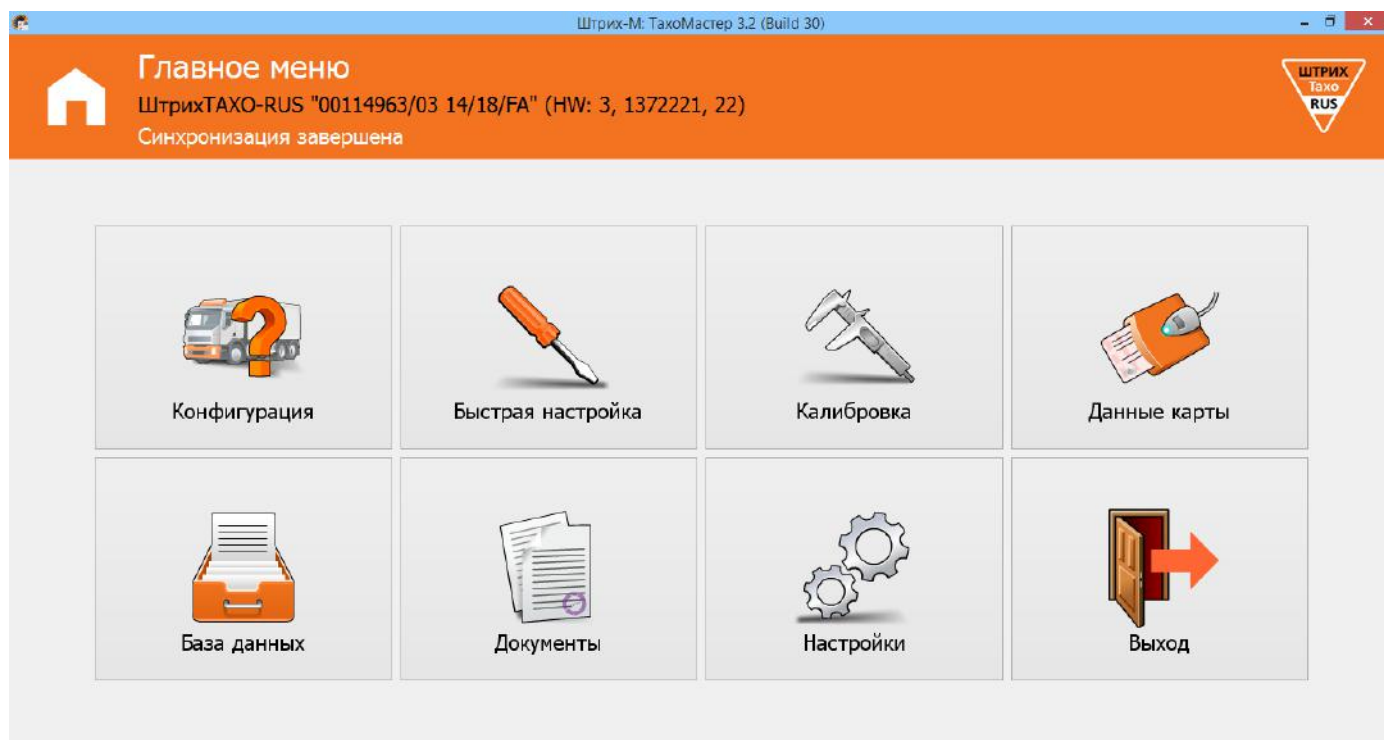 Штрих-М: ТахоМастер 3.2 (Build 30)
Главное меню
ШтрихТАХО-RUS "00114963/03 14/18/FA" (HW: 3, 1372221, 22)
Синхронизация завершена
ШТРИХ
Тахо
RUS
Конфигурация
Быстрая настройка
Калибровка
Данные карты
База данных
Документы
Настройки
Выход